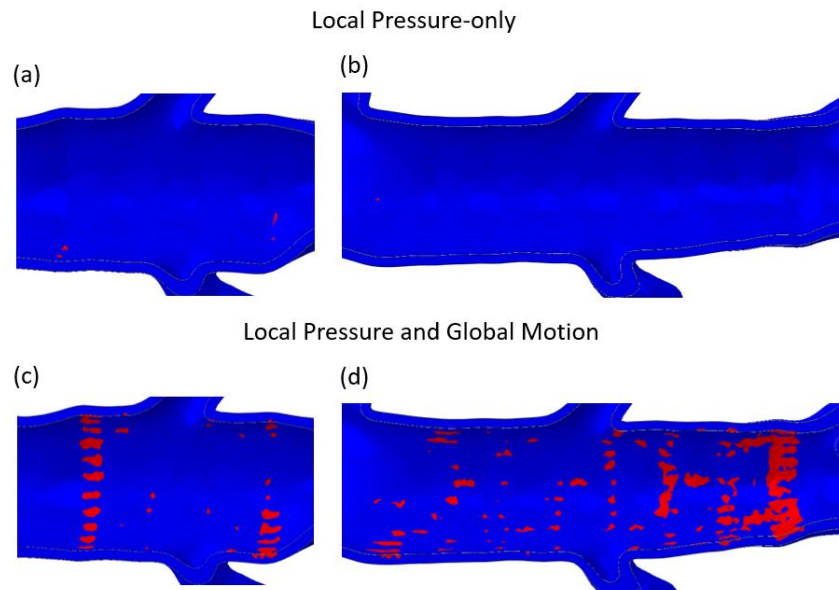 Local Pressure-only
(a)
(b)
Local Pressure and Global Motion
(c)
(d)